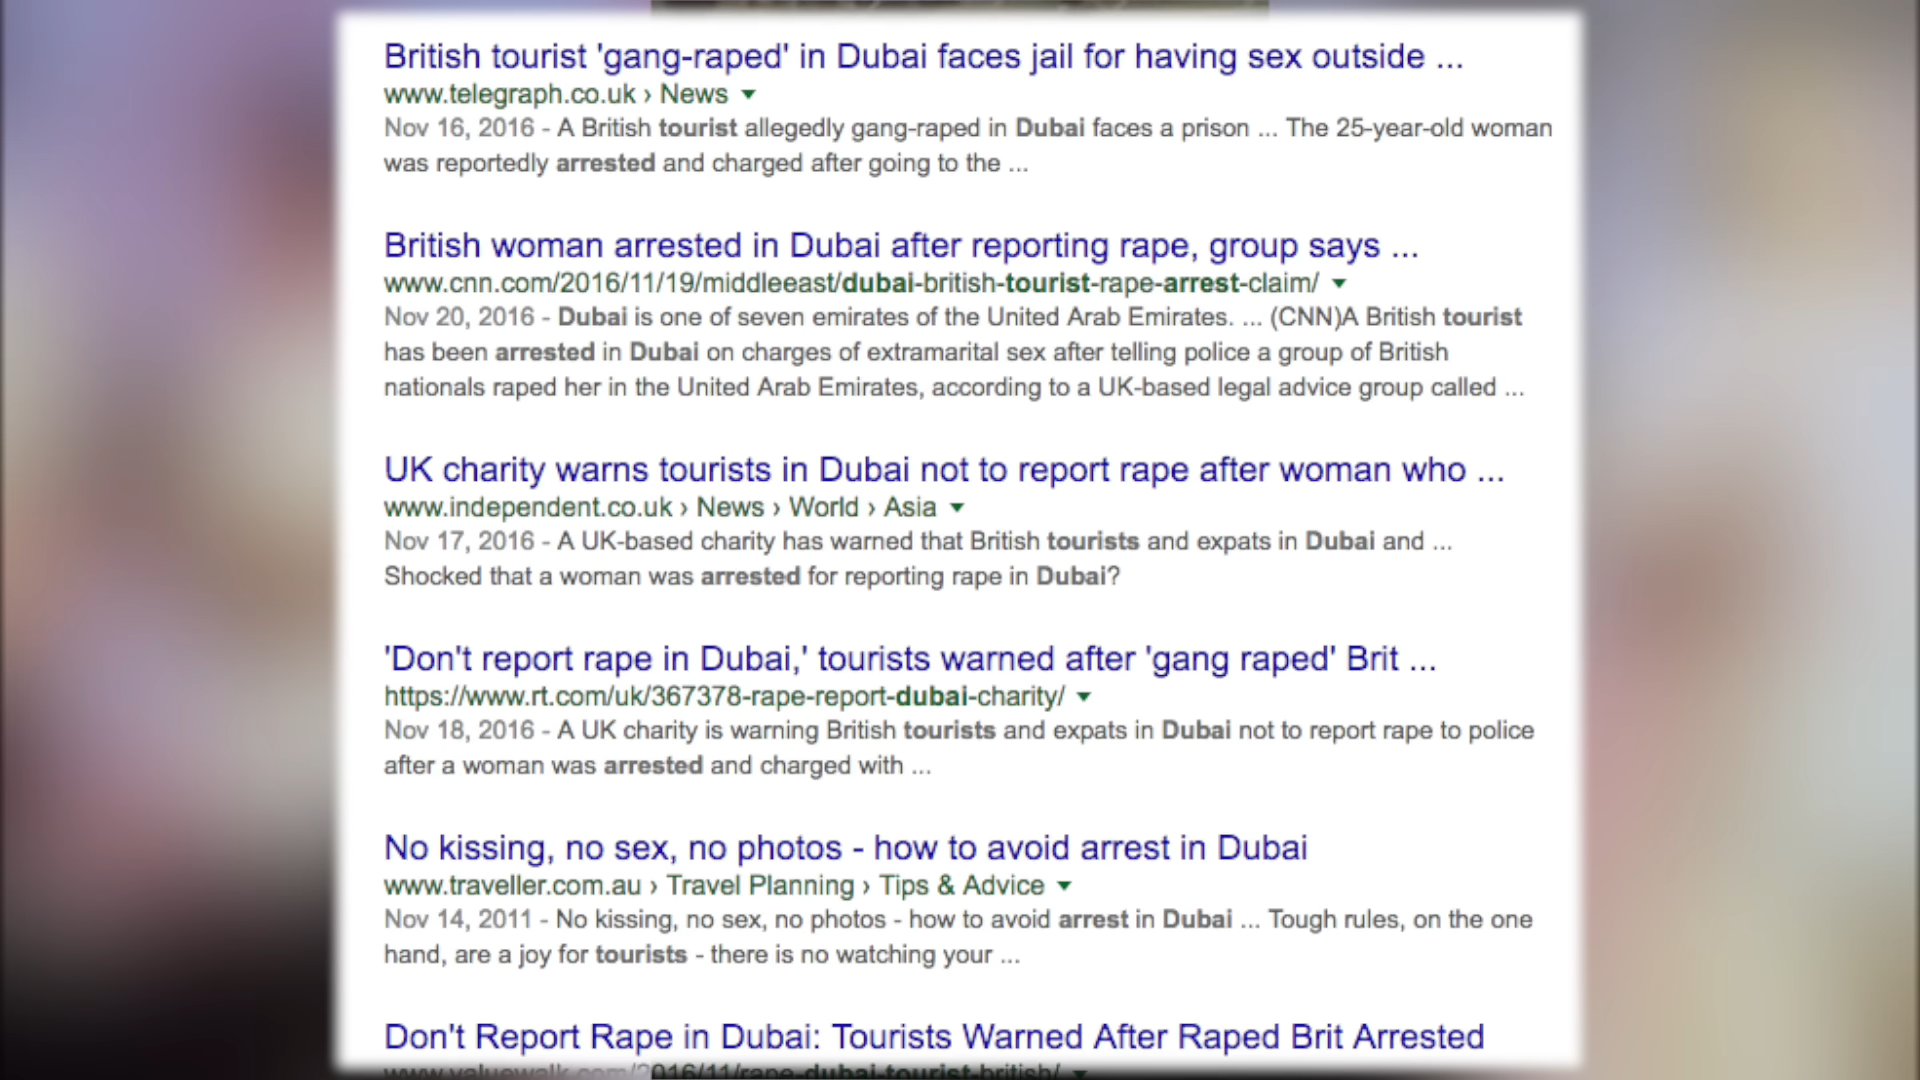 British tourist 'gang-raped' in Dubai faces jail for having sex outside ...
www.telegraph.co.uk › News ▼
Nov 16, 2016 - A British tourist allegedly gang-raped in Dubai faces a prison ... The 25-year-old woman
was reportedly arrested and charged after going to the ...
British woman arrested in Dubai after reporting rape, group says ...
www.cnn.com/2016/11/19/middleeast/dubai-british-tourist-rape-arrest-claim/ ▼
Nov 20, 2016 - Dubai is one of seven emirates of the United Arab Emirates. ... (CNN)A British tourist
has been arrested in Dubai on charges of extramarital sex after telling police a group of British
nationals raped her in the United Arab Emirates, according to a UK-based legal advice group called ...
UK charity warns tourists in Dubai not to report rape after woman who ...
www.independent.co.uk › News › World › Asia ▼
Nov 17, 2016 - A UK-based charity has warned that British tourists and expats in Dubai and ...
Shocked that a woman was arrested for reporting rape in Dubai?
'Don't report rape in Dubai,' tourists warned after 'gang raped' Brit ...
https://www.rt.com/uk/367378-rape-report-dubai-charity/ ▼
Nov 18, 2016 - A UK charity is warning British tourists and expats in Dubai not to report rape to police
after a woman was arrested and charged with ...
No kissing, no sex, no photos - how to avoid arrest in Dubai
www.traveller.com.au › Travel Planning › Tips & Advice ▼
Nov 14, 2011 - No kissing, no sex, no photos - how to avoid arrest in Dubai ... Tough rules, on the one
hand, are a joy for tourists - there is no watching your ...
Don't Report Rape in Dubai: Tourists Warned After Raped Brit Arrested
www.valuewalk.com/2016/11/rape-dubai-tourist-british/ ▼